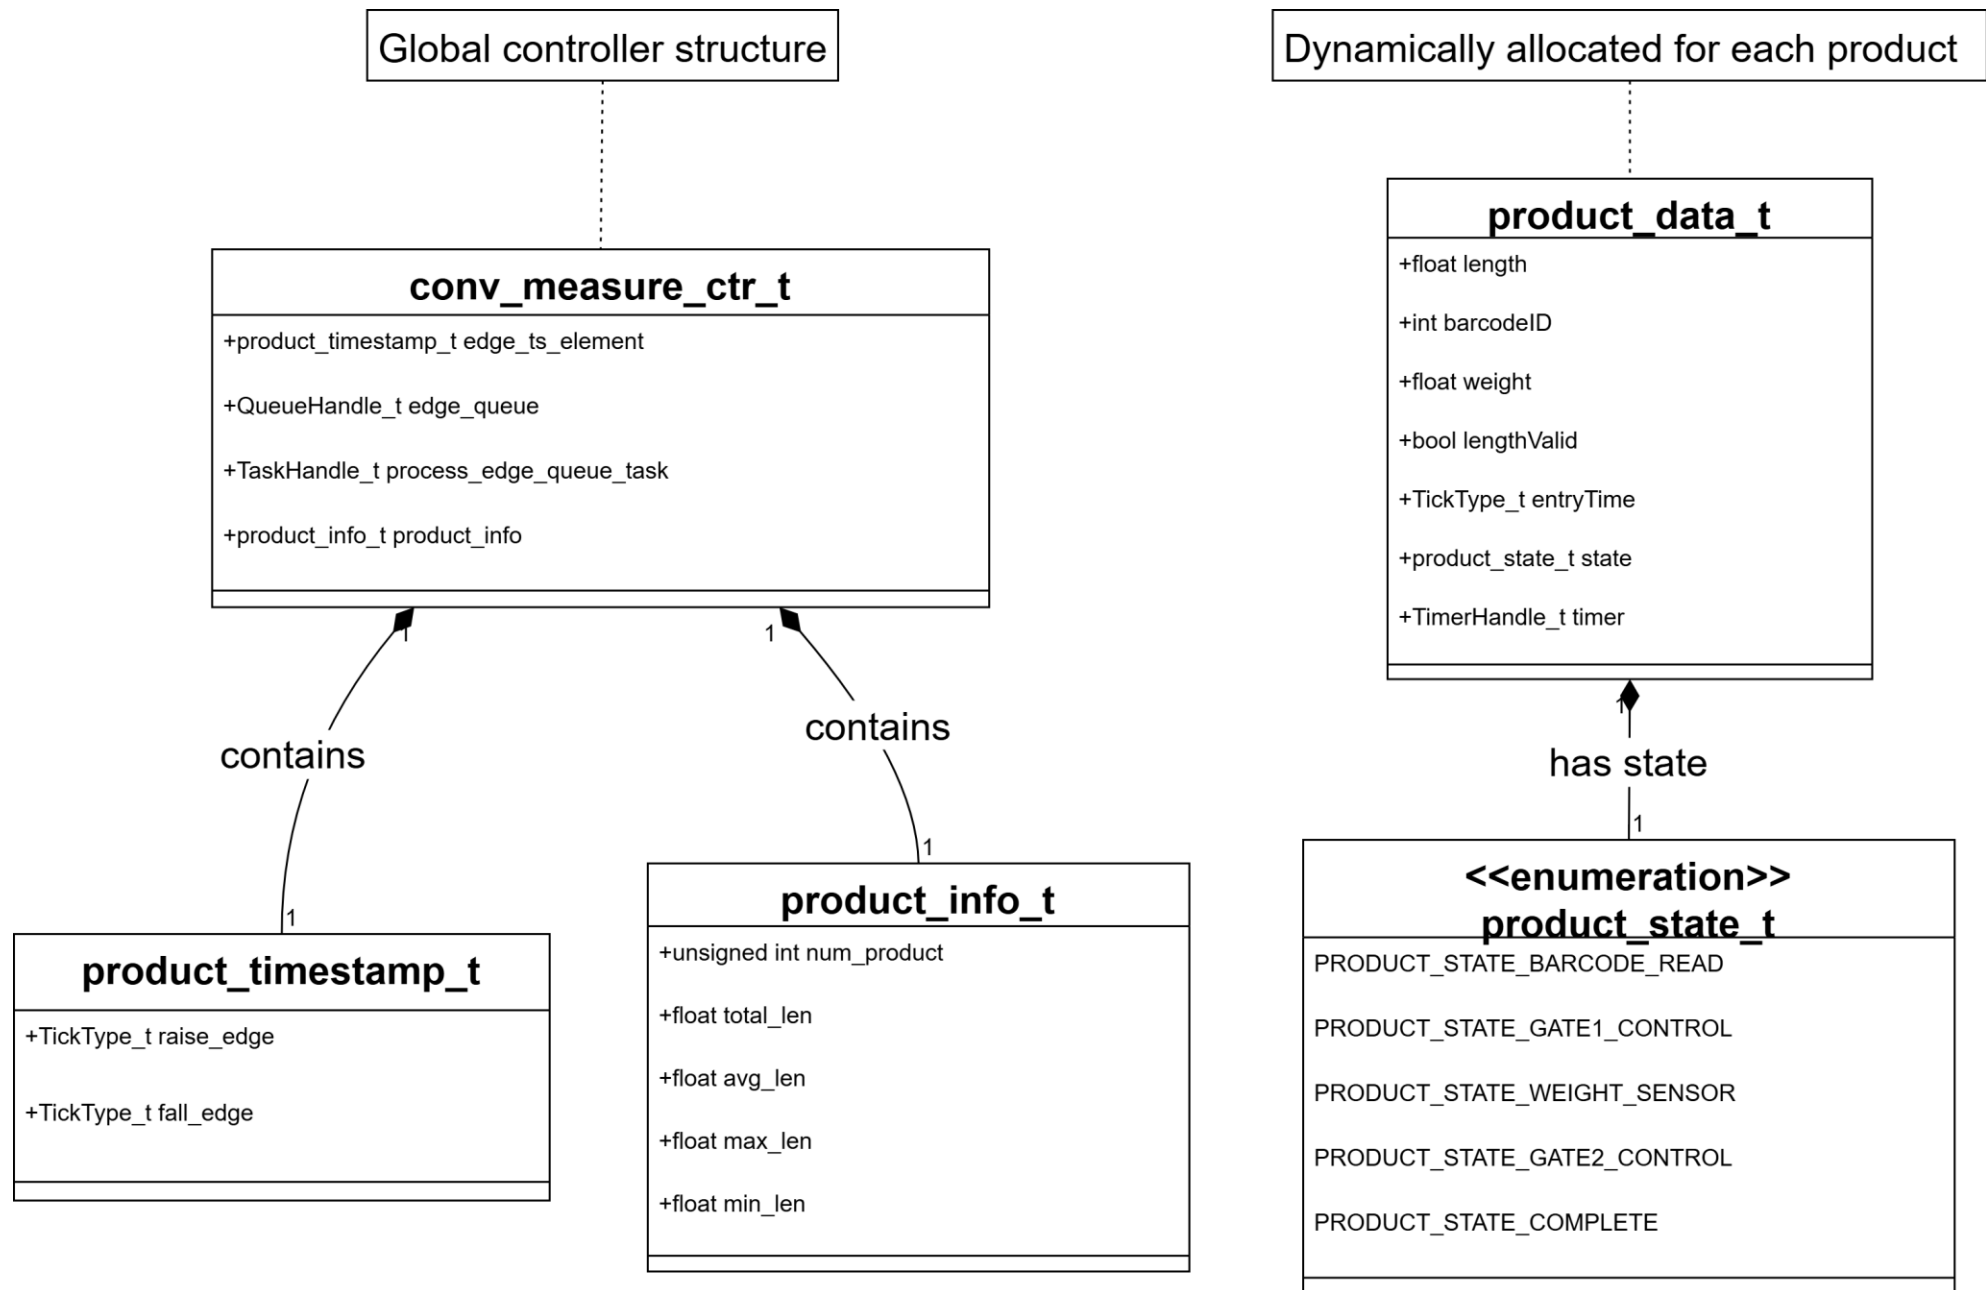 Global controller structure
Dynamically allocated for each product
conv_measure_ctr_t
+product_timestamp_t edge_ts_element
+QueueHandle_t edge_queue
+TaskHandle_t process_edge_queue_task
+product_info_t product_info
1
1
contains
contains
1
1
product_timestamp_t
+TickType_t raise_edge
+TickType_t fall_edge
product_info_t
+unsigned int num_product
+float total_len
+float avg_len
+float max_len
+float min_len
product_data_t
+float length
+int barcodeID
+float weight
+bool lengthValid
+TickType_t entryTime
+product_state_t state
+TimerHandle_t timer
1
has state
1
<<enumeration>>
product_state_t
PRODUCT_STATE_BARCODE_READ
PRODUCT_STATE_GATE1_CONTROL
PRODUCT_STATE_WEIGHT_SENSOR
PRODUCT_STATE_GATE2_CONTROL
PRODUCT_STATE_COMPLETE